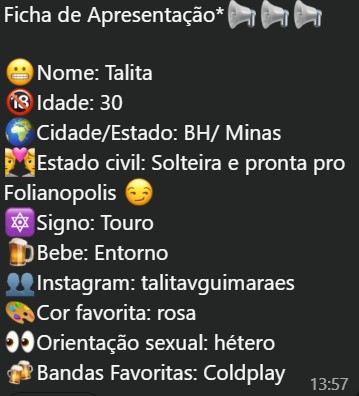 Ficha de Apresentação*📢📢📢
😬Nome: Talita
🔞Idade: 30
🌍Cidade/Estado: BH/ Minas
👩‍❤️‍👨Estado civil: Solteira e pronta pro
Folianopolis 😏
🔯Signo: Touro
🍺Bebe: Entorno
👥Instagram: talitavguimaraes
🎨Cor favorita: rosa
👀Orientação sexual: hétero
🍻Bandas Favoritas: Coldplay
13:57